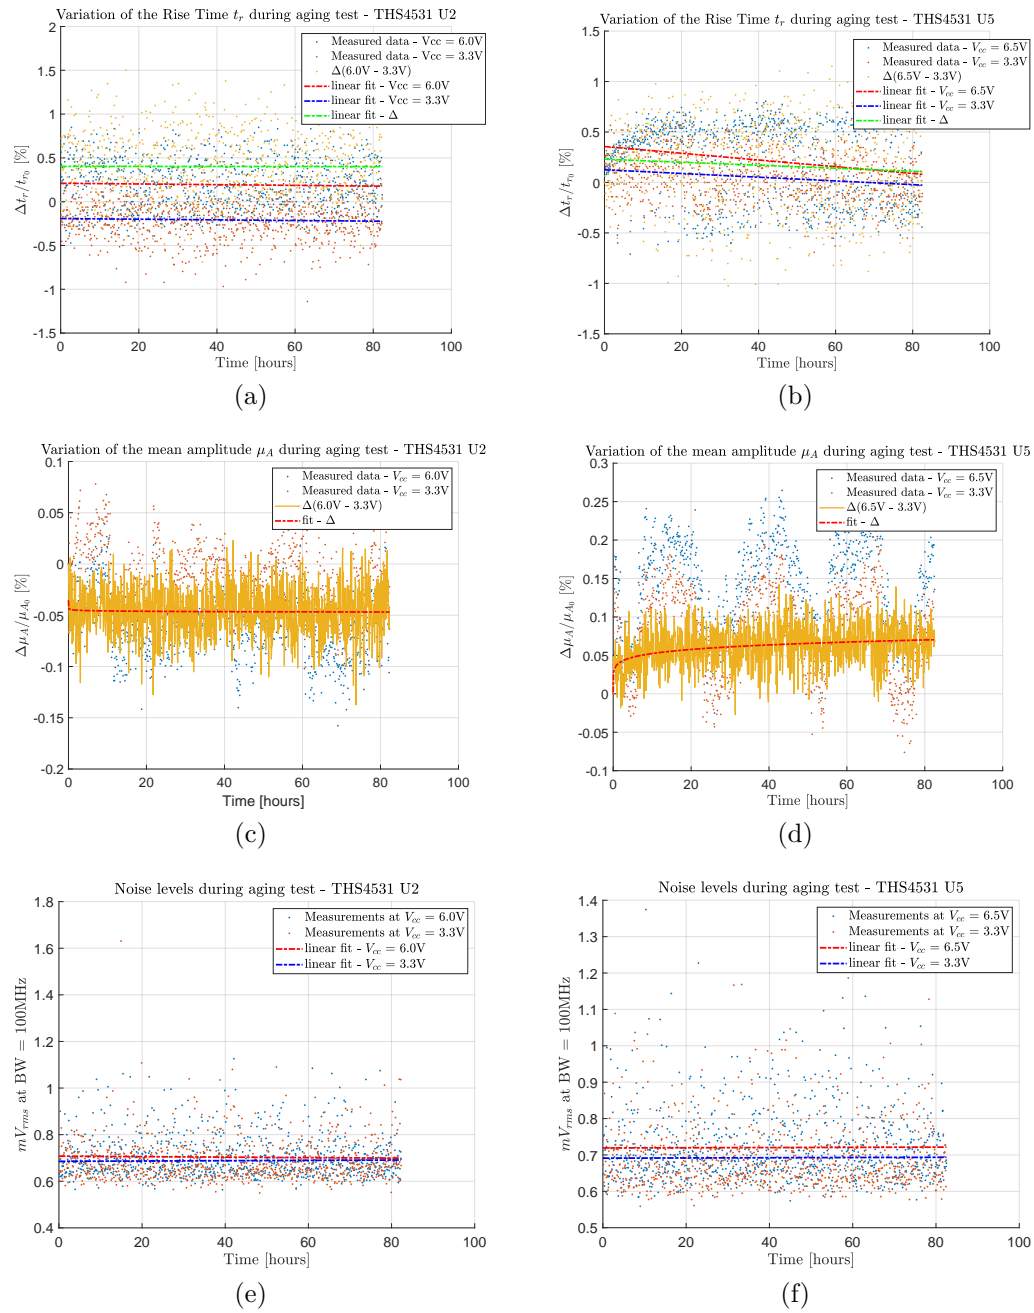 Variation of the Rise Time t_r during aging test - THS4531 U2
Measured data - Vcc = 6.0V
Measured data - Vcc = 3.3V
Δ(6.0V - 3.3V)
linear fit - Vcc = 6.0V
linear fit - Vcc = 3.3V
linear fit - Δ
2
1.5
1
0.5
0
-0.5
-1
-1.5
Δt_r/t_r0 [%]
0 20 40 60 80 100
Time [hours]
(a)
Variation of the Rise Time t_r during aging test - THS4531 U5
Measured data - V_cc = 6.5V
Measured data - V_cc = 3.3V
Δ(6.5V - 3.3V)
linear fit - V_cc = 6.5V
linear fit - V_cc = 3.3V
linear fit - Δ
1.5
1
0.5
0
-0.5
-1
-1.5
Δt_r/t_r0 [%]
0 20 40 60 80 100
Time [hours]
(b)
Variation of the mean amplitude μ_A during aging test - THS4531 U2
Measured data - V_cc = 6.0V
Measured data - V_cc = 3.3V
Δ(6.0V - 3.3V)
fit - Δ
0.1
0.05
0
-0.05
-0.1
-0.15
-0.2
Δμ_A/μ_A0 [%]
0 20 40 60 80 100
Time [hours]
(c)
Variation of the mean amplitude μ_A during aging test - THS4531 U5
Measured data - V_cc = 6.5V
Measured data - V_cc = 3.3V
Δ(6.5V - 3.3V)
fit - Δ
0.3
0.25
0.2
0.15
0.1
0.05
0
-0.05
-0.1
Δμ_A/μ_A0 [%]
0 20 40 60 80 100
Time [hours]
(d)
Noise levels during aging test - THS4531 U2
Measurements at V_cc = 6.0V
Measurements at V_cc = 3.3V
linear fit - V_cc = 6.0V
linear fit - V_cc = 3.3V
1.8
1.6
1.4
1.2
1
0.8
0.6
0.4
mV_rms at BW = 100MHz
0 20 40 60 80 100
Time [hours]
(e)
Noise levels during aging test - THS4531 U5
Measurements at V_cc = 6.5V
Measurements at V_cc = 3.3V
linear fit - V_cc = 6.5V
linear fit - V_cc = 3.3V
1.4
1.3
1.2
1.1
1
0.9
0.8
0.7
0.6
0.5
mV_rms at BW = 100MHz
0 20 40 60 80 100
Time [hours]
(f)